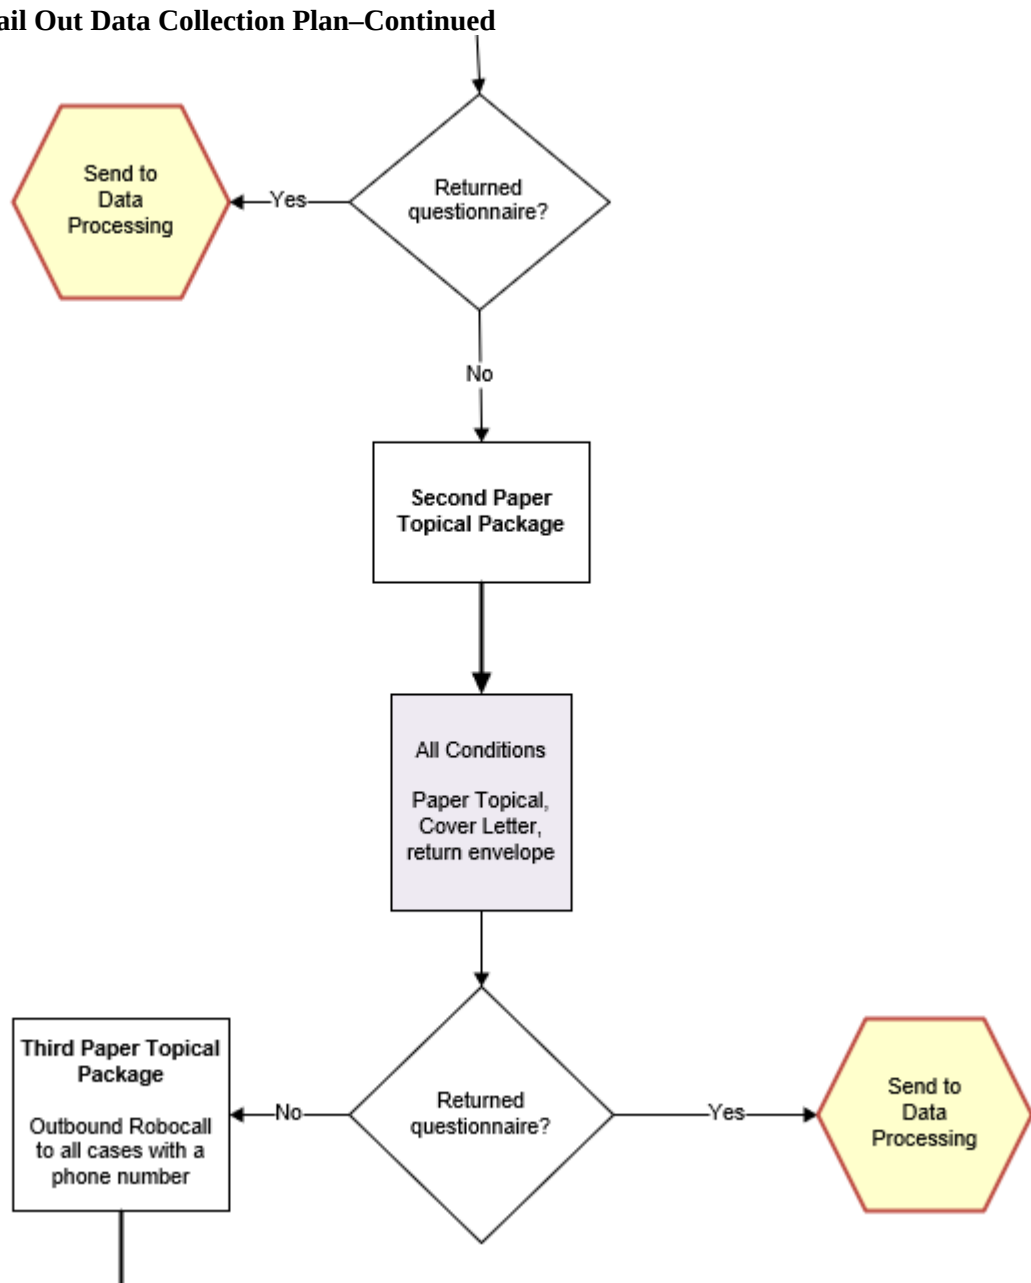 ail Out Data Collection Plan–Continued
Send to
Data
Processing
Yes
Returned
questionnaire?
No
Second Paper
Topical Package
All Conditions
Paper Topical,
Cover Letter,
return envelope
Third Paper Topical
Package
Outbound Robocall
to all cases with a
phone number
No
Returned
questionnaire?
Yes
Send to
Data
Processing